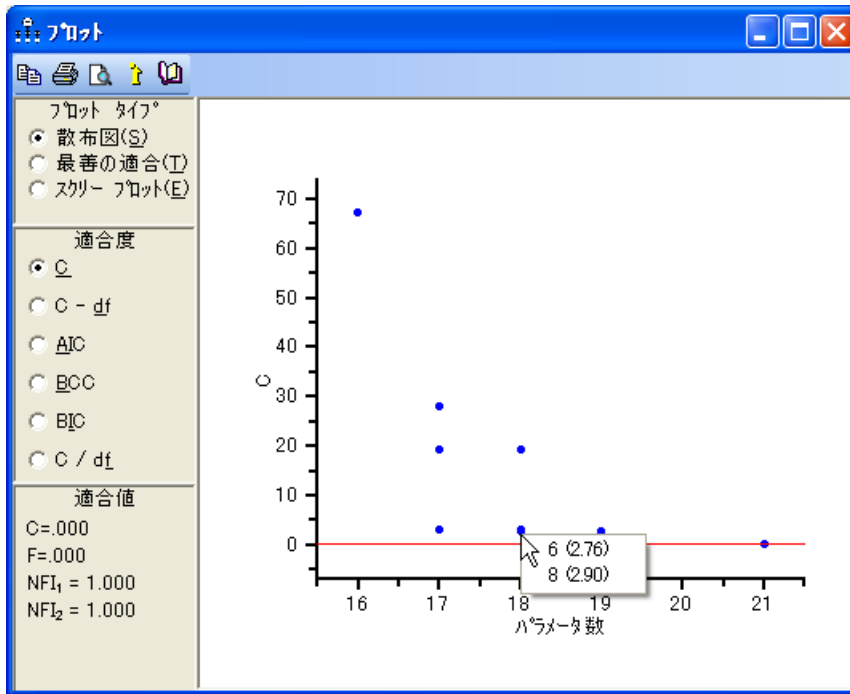 プロット
プロット タイプ
散布図(S)
最善の適合(T)
スクリー プロット(E)
適合度
C
C - df
AIC
BCC
BIC
C / df
適合値
C=.000
F=.000
NFI₁ = 1.000
NFI₂ = 1.000
C
70
60
50
40
30
20
10
0
6 (2.76)
8 (2.90)
16 17 18 19 20 21
パラメータ数